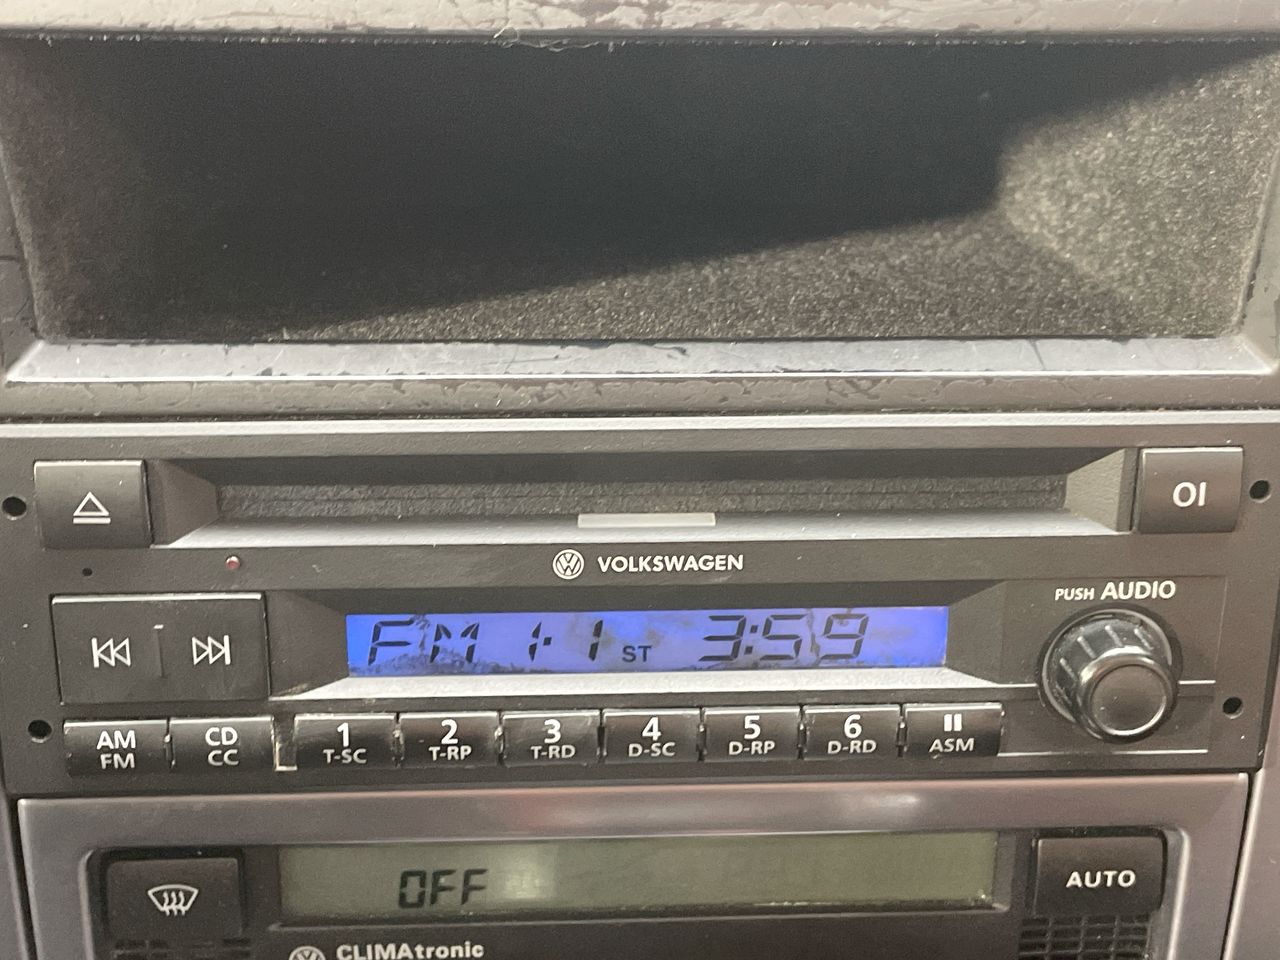 OI
VOLKSWAGEN
PUSH AUDIO
FM 1·1 ST 3:59
AM
FM
CD
CC
1
T-SC
2
T-RP
3
T-RD
4
D-SC
5
D-RP
6
D-RD
ASM
OFF
AUTO
CLIMAtronic